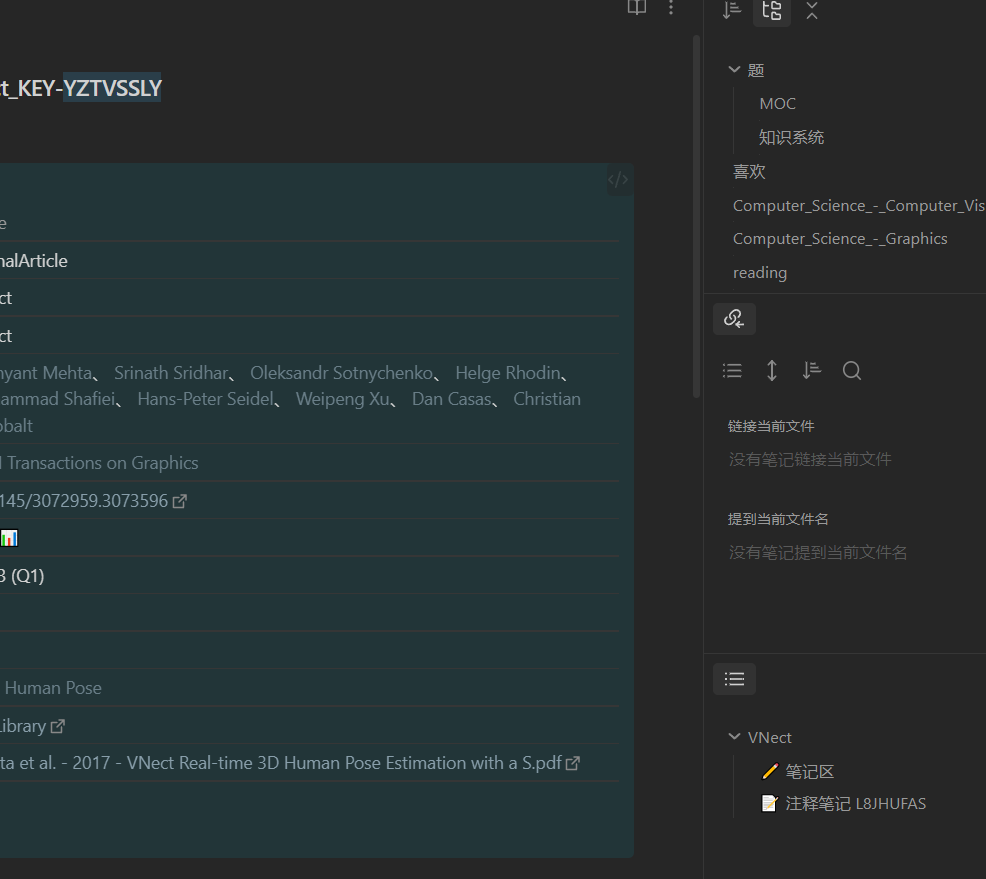 t_KEY-YZTVSSLY
e
nalArticle
ct
ct
nyant Mehta、 Srinath Sridhar、 Oleksandr Sotnychenko、 Helge Rhodin、
ammad Shafiei、 Hans-Peter Seidel、 Weipeng Xu、 Dan Casas、 Christian
obalt
Transactions on Graphics
145/3072959.3073596
3 (Q1)
Human Pose
Library
ta et al. - 2017 - VNect Real-time 3D Human Pose Estimation with a S.pdf
题
MOC
知识系统
喜欢
Computer_Science_-_Computer_Vis
Computer_Science_-_Graphics
reading
链接当前文件
没有笔记链接当前文件
提到当前文件名
没有笔记提到当前文件名
VNect
笔记区
注释笔记 L8JHUFAS